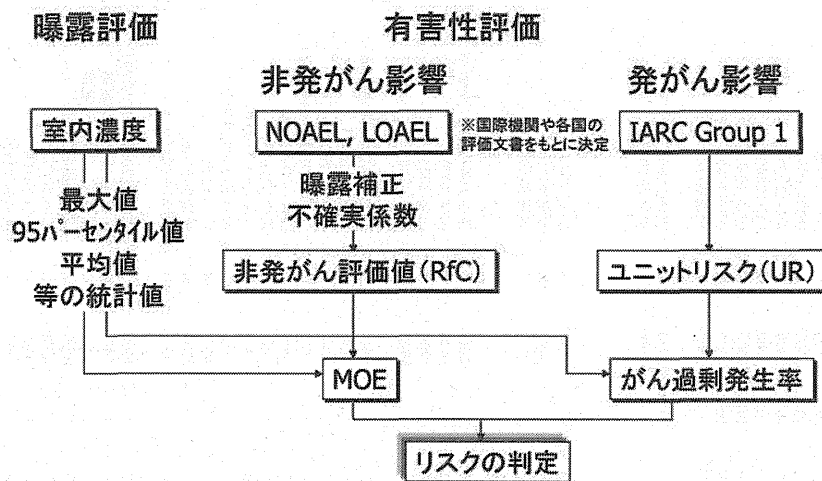 曝露評価
有害性評価
非発がん影響
発がん影響
室内濃度
NOAEL, LOAEL
※国際機関や各国の
評価文書をもとに決定
IARC Group 1
最大値
95パーセンタイル値
平均値
等の統計値
曝露補正
不確実係数
非発がん評価値(RfC)
ユニットリスク(UR)
MOE
がん過剰発生率
リスクの判定